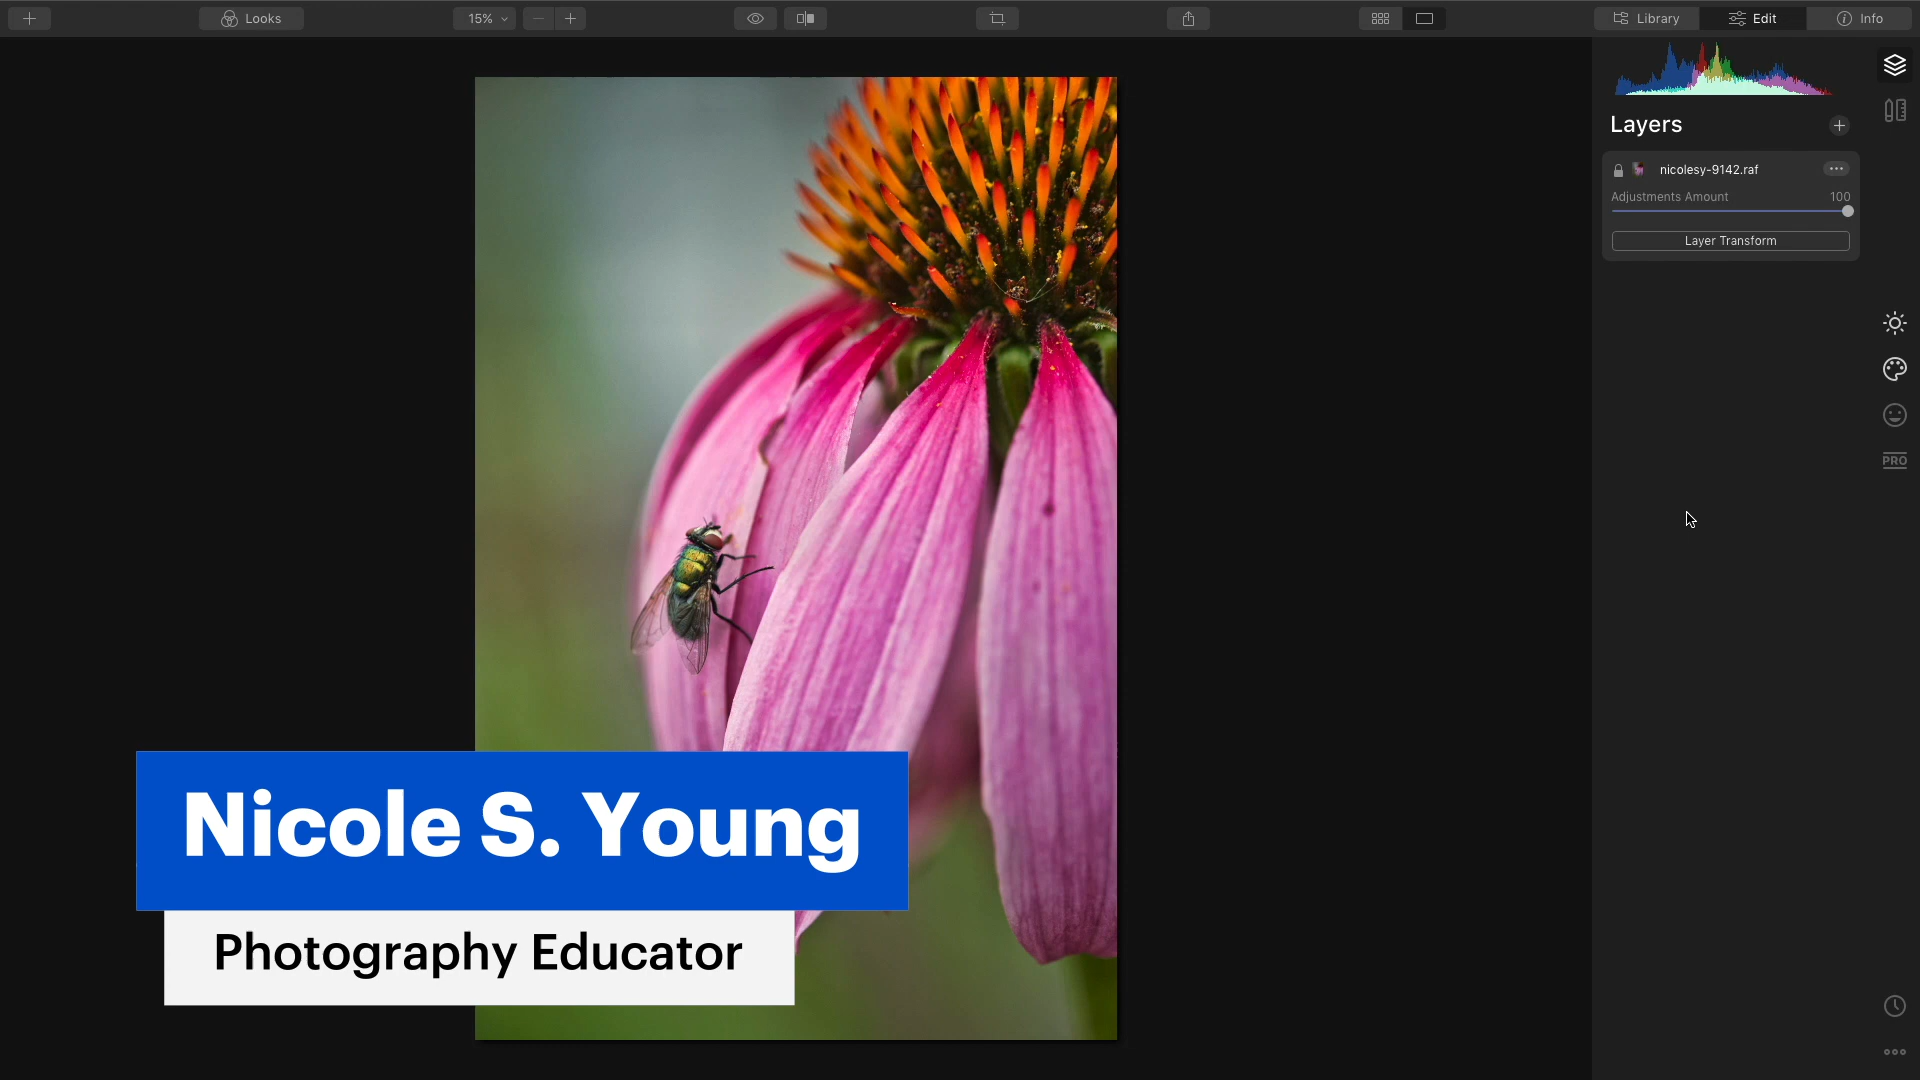 Looks
15%
Library
Edit
Info
Layers
nicolesy-9142.raf
Adjustments Amount
100
Layer Transform
PRO
Nicole S. Young
Photography Educator